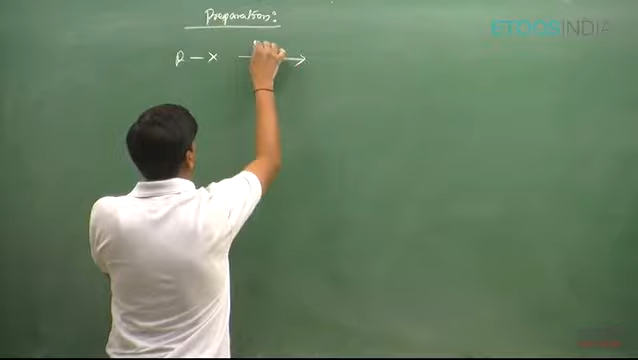 Preparation:
ETOOSINDIA
R — X →